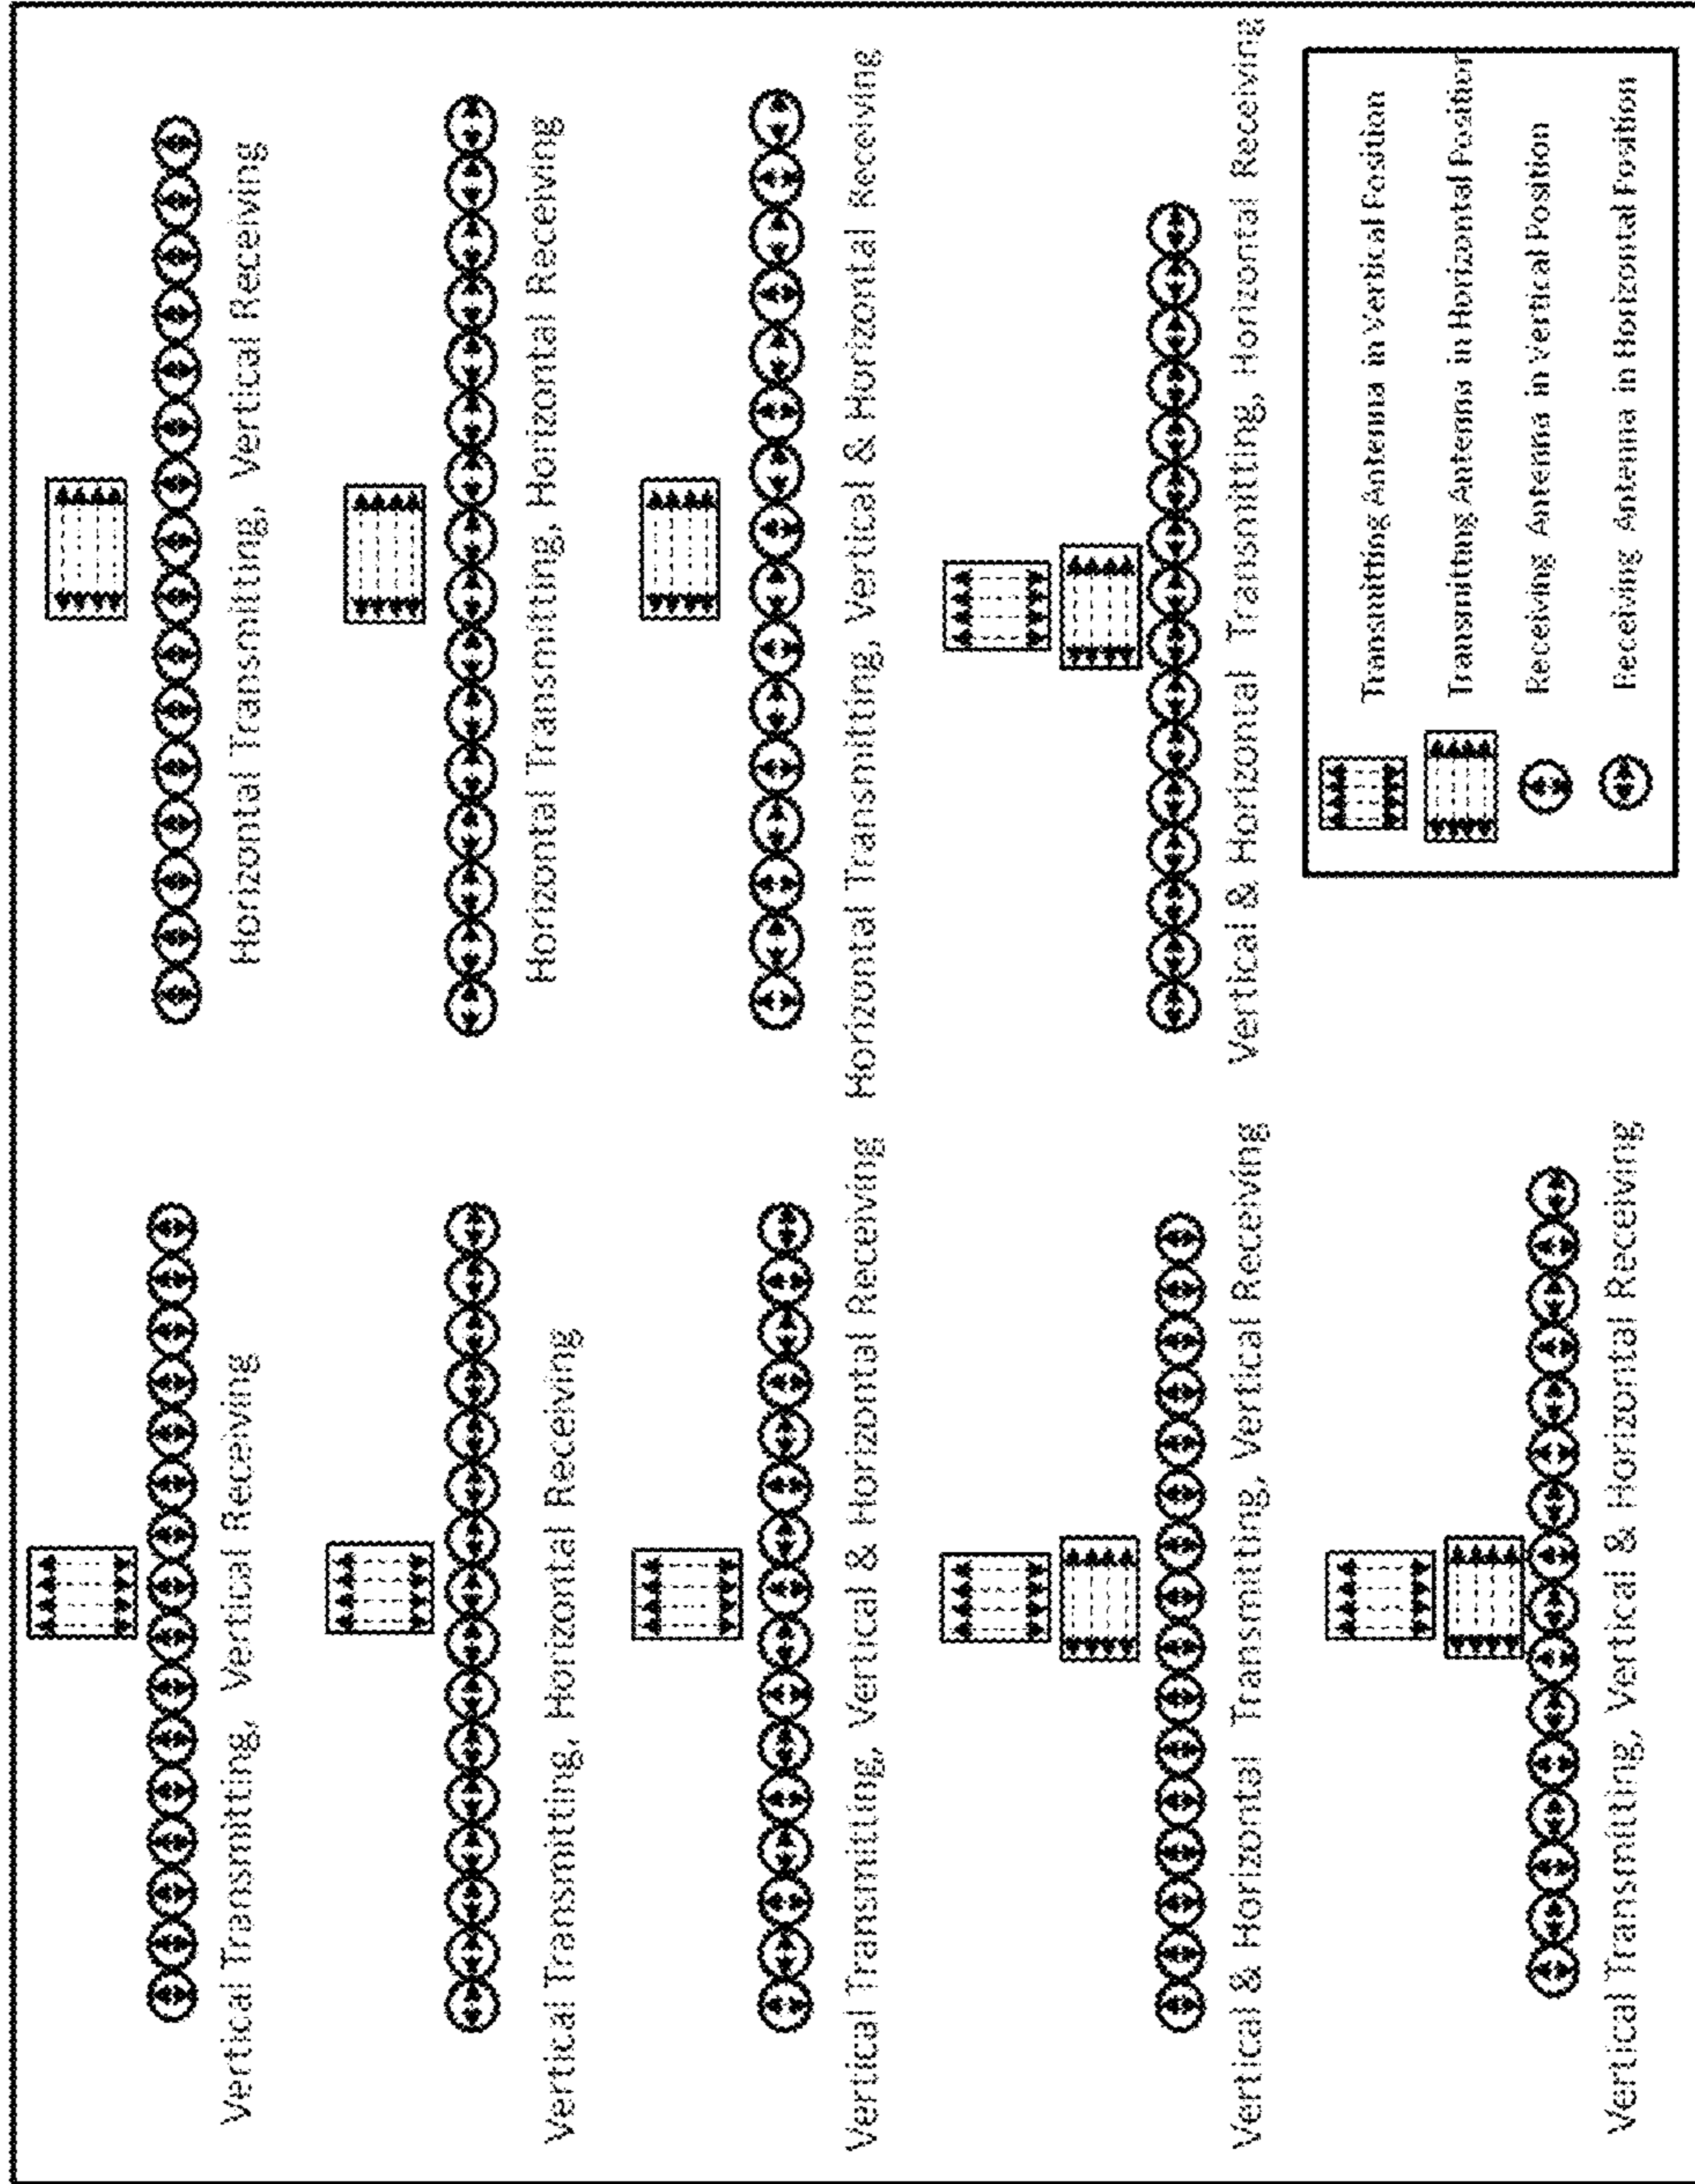 Vertical Transmitting, Vertical Receiving
Horizontal Transmitting, Vertical Receiving
Vertical Transmitting, Horizontal Receiving
Horizontal Transmitting, Horizontal Receiving
Vertical Transmitting, Vertical & Horizontal Receiving
Horizontal Transmitting, Vertical & Horizontal Receiving
Vertical & Horizontal Transmitting, Vertical Receiving
Vertical & Horizontal Transmitting, Horizontal Receiving
Vertical Transmitting, Vertical & Horizontal Receiving
Transmitting Antenna in Vertical Position
Transmitting Antenna in Horizontal Position
Receiving Antenna in Vertical Position
Receiving Antenna in Horizontal Position